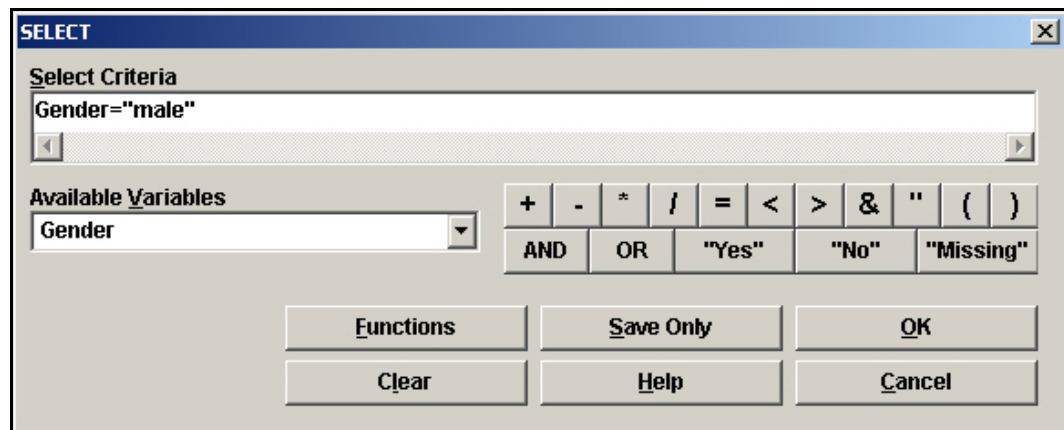 SELECT
Select Criteria
Gender="male"
Available Variables
Gender
+ - * / = < > & " ( )
AND OR "Yes" "No" "Missing"
Functions Save Only OK
Clear Help Cancel